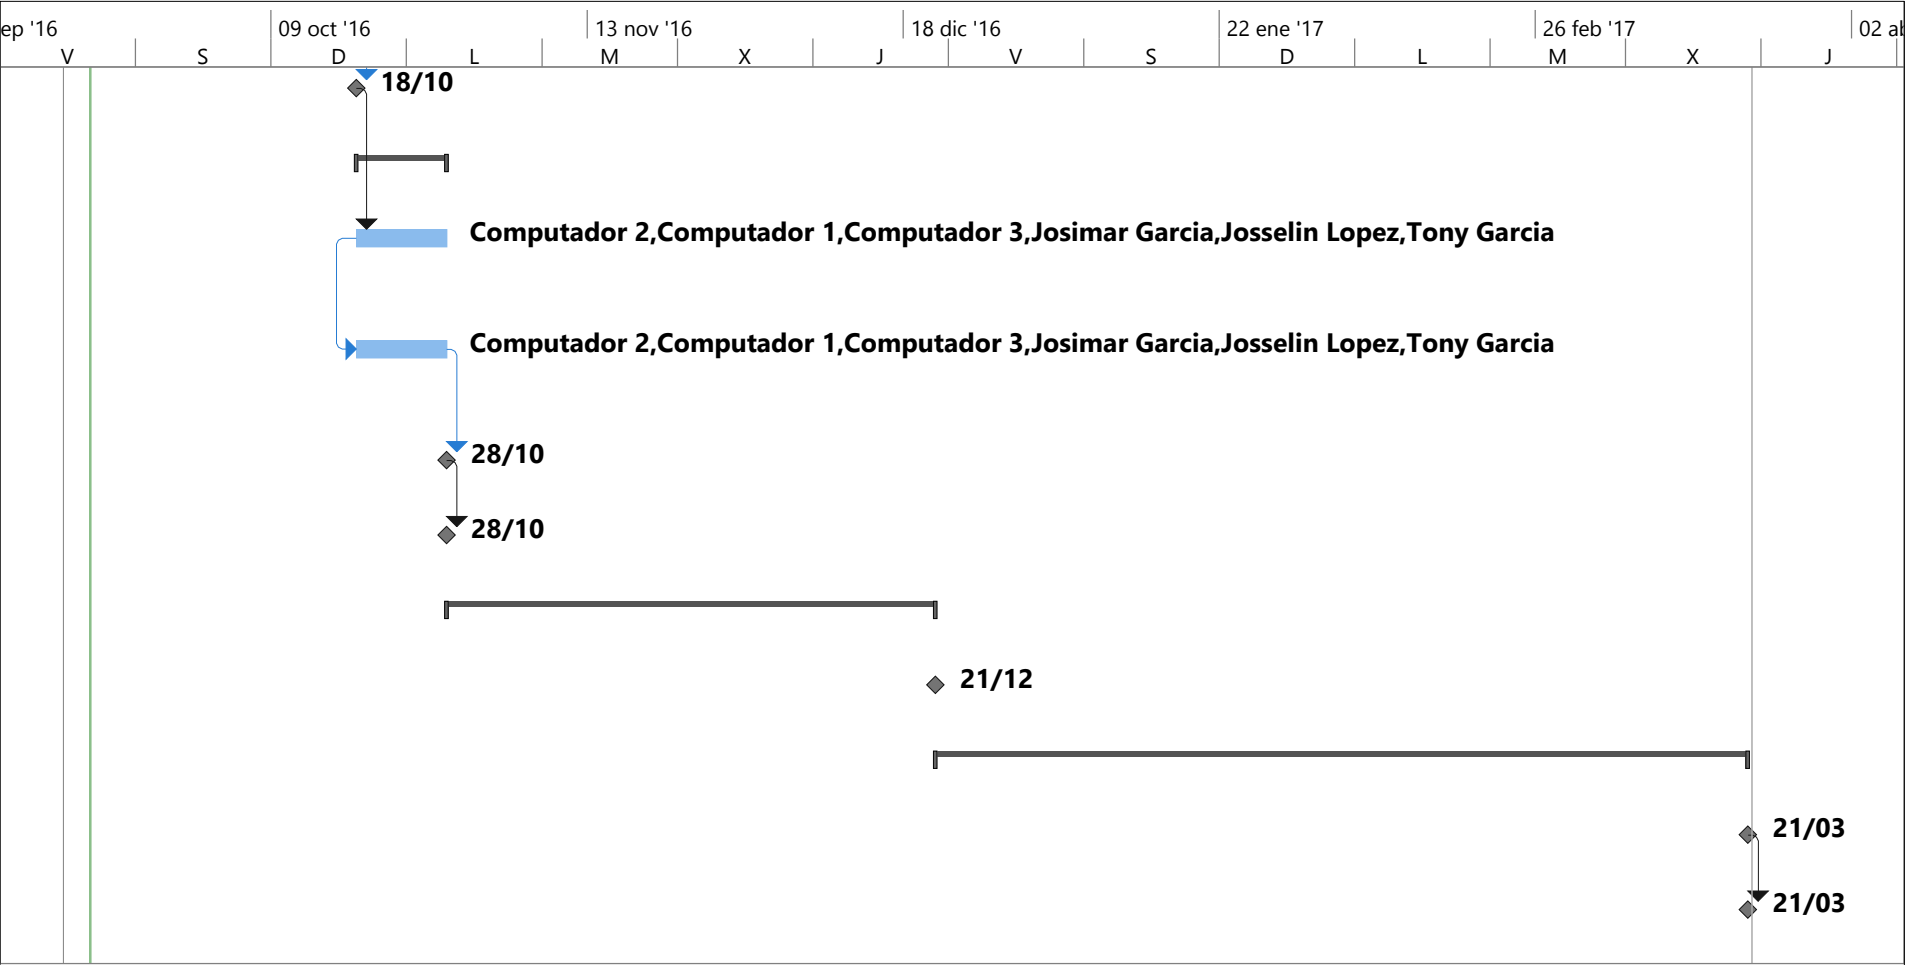 ep '16 09 oct '16 13 nov '16 18 dic '16 22 ene '17 26 feb '17 02 ab
V S D L M X J V S D L M X J
18/10
Computador 2,Computador 1,Computador 3,Josimar Garcia,Josselin Lopez,Tony Garcia
Computador 2,Computador 1,Computador 3,Josimar Garcia,Josselin Lopez,Tony Garcia
28/10
28/10
21/12
21/03
21/03